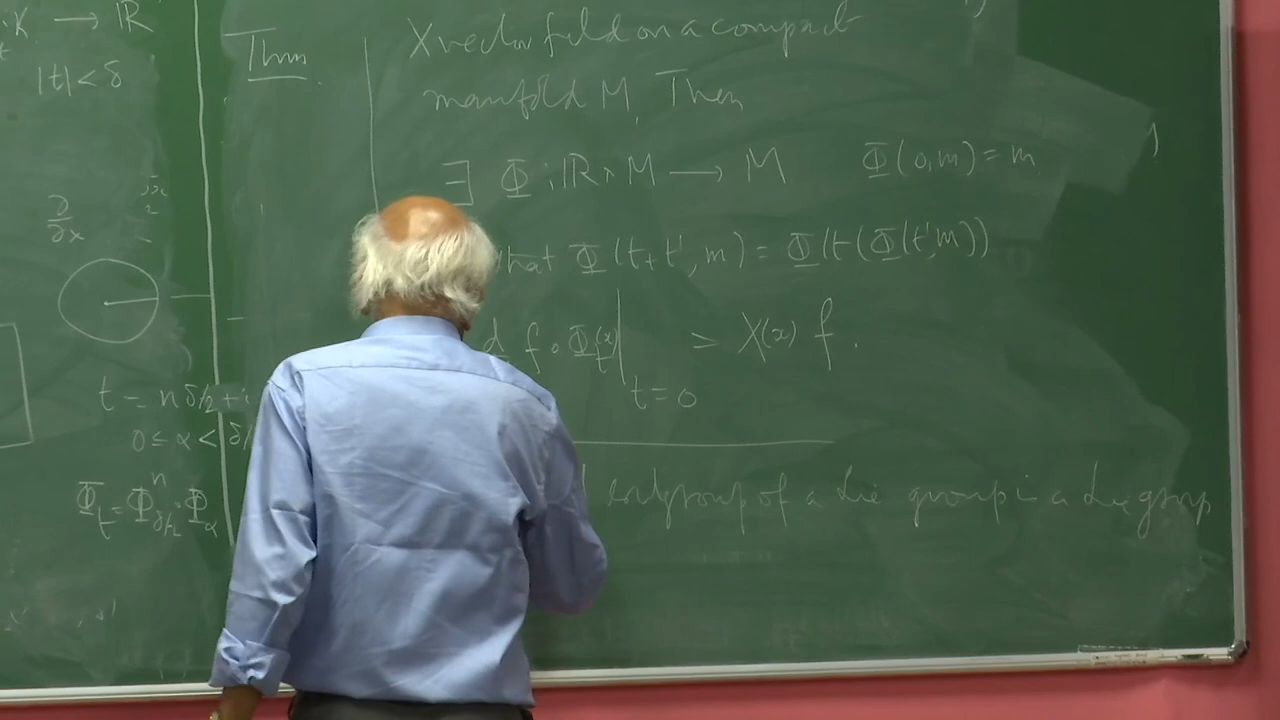 K → ℝ
|t| < δ
∂/∂x
t = nδ/2 +
0 ≤ α < δ/
Φ_t = Φ^n_{δ/2} ∘ Φ_α
Thm
X vector field on a compact
manifold M, Then
∃ Φ : ℝ × M → M Φ(0,m) = m
that Φ(t+t', m) = Φ(t(Φ(t',m))
d f ∘ Φ_t(x)| = X(x) f.
t=0
subgroup of a Lie group is a Lie group